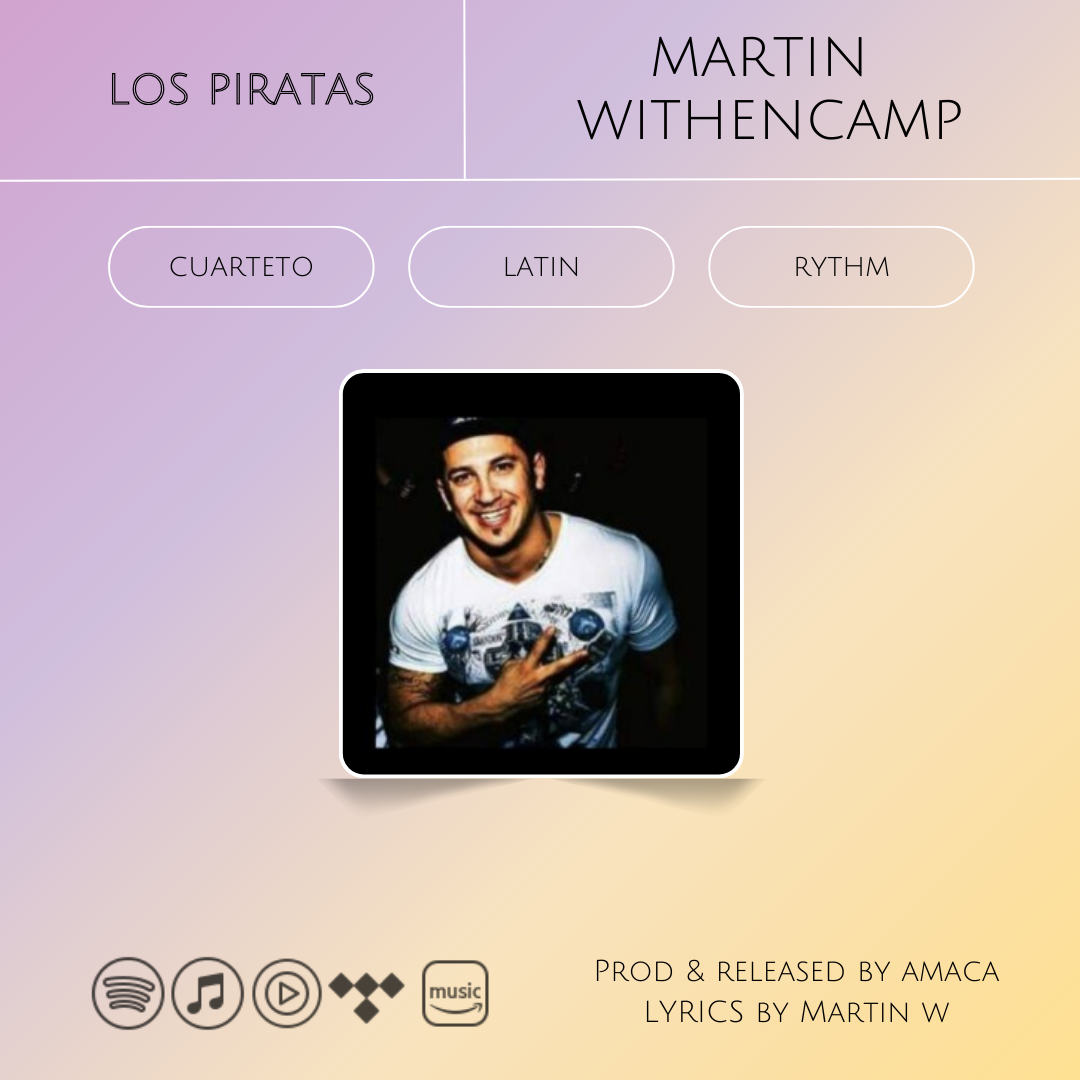 LOS PIRATAS
MARTIN
WITHENCAMP
CUARTETO
LATIN
RYTHM
music
PROD & RELEASED BY AMACA
LYRICS BY MARTIN W